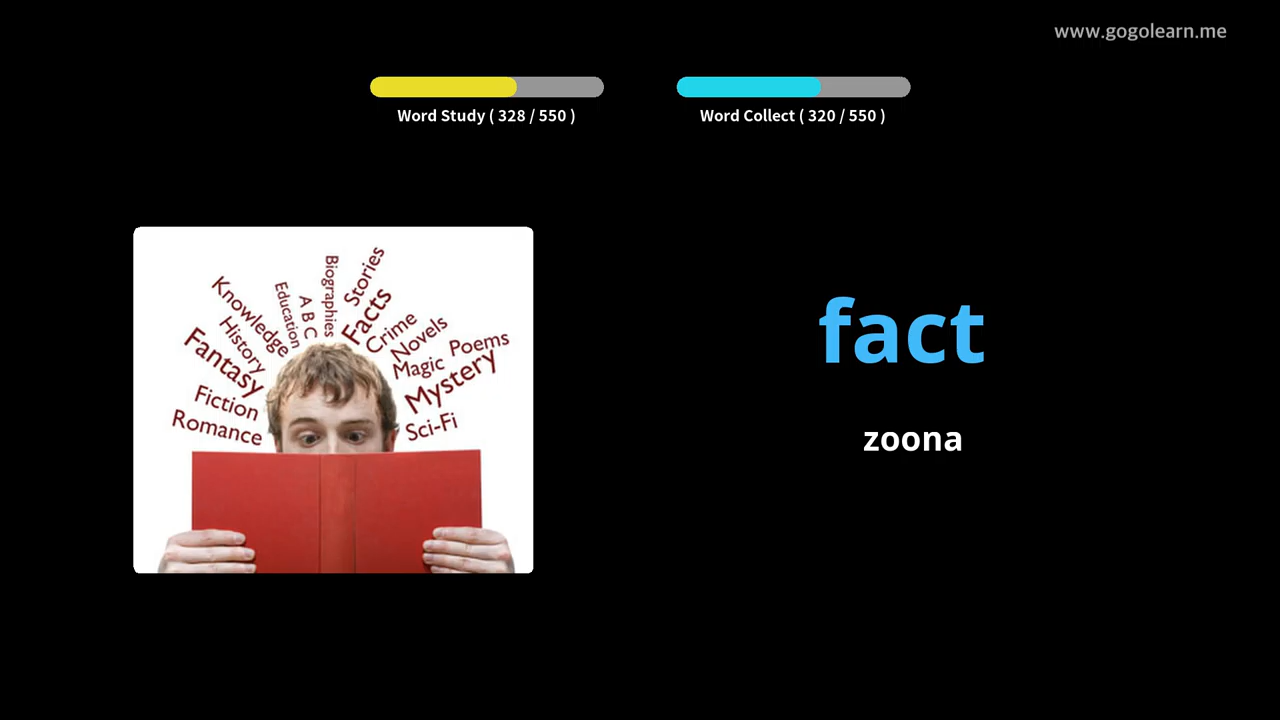 www.gogolearn.me
Word Study ( 328 / 550 )
Word Collect ( 320 / 550 )
Knowledge
Education
A B C
Biographies
Stories
Facts
Crime
Novels
Poems
Magic
Mystery
Sci-Fi
History
Fantasy
Fiction
Romance
fact
zoona